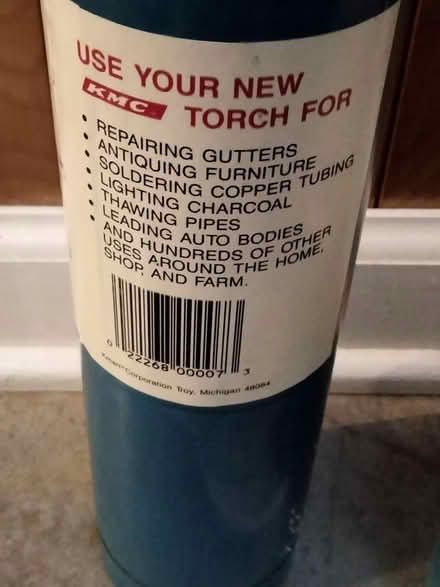 USE YOUR NEW
KMC TORCH FOR
• REPAIRING GUTTERS
• ANTIQUING FURNITURE
• SOLDERING COPPER TUBING
• LIGHTING CHARCOAL
• THAWING PIPES
• LEADING AUTO BODIES
AND HUNDREDS OF OTHER
USES AROUND THE HOME,
SHOP, AND FARM.
0 22268 00007 3
Kmart Corporation Troy, Michigan 48084